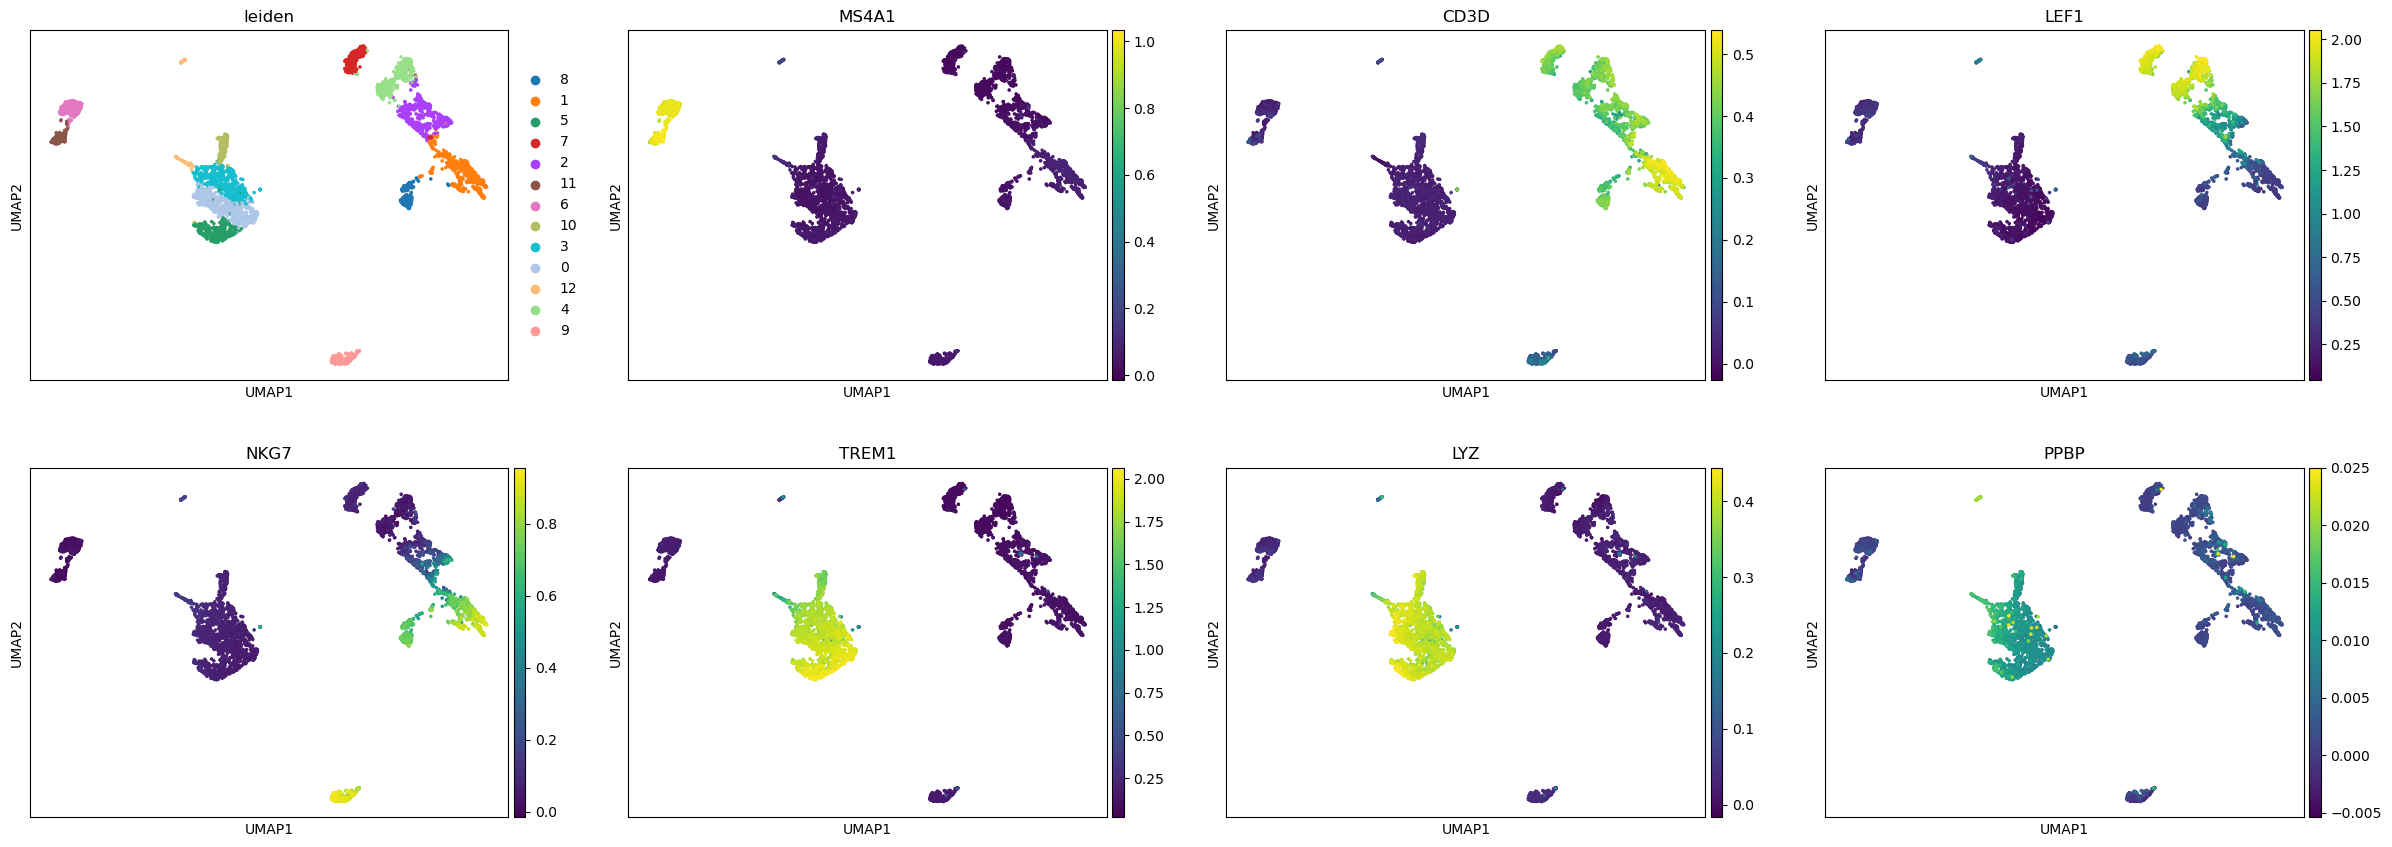 leiden
UMAP2
UMAP1
8
1
5
7
2
11
6
10
3
0
12
4
9
MS4A1
UMAP2
UMAP1
1.0
0.8
0.6
0.4
0.2
0.0
CD3D
UMAP2
UMAP1
0.5
0.4
0.3
0.2
0.1
0.0
LEF1
UMAP2
UMAP1
2.00
1.75
1.50
1.25
1.00
0.75
0.50
0.25
NKG7
UMAP2
UMAP1
0.8
0.6
0.4
0.2
0.0
TREM1
UMAP2
UMAP1
2.00
1.75
1.50
1.25
1.00
0.75
0.50
0.25
LYZ
UMAP2
UMAP1
0.4
0.3
0.2
0.1
0.0
PPBP
UMAP2
UMAP1
0.025
0.020
0.015
0.010
0.005
0.000
−0.005